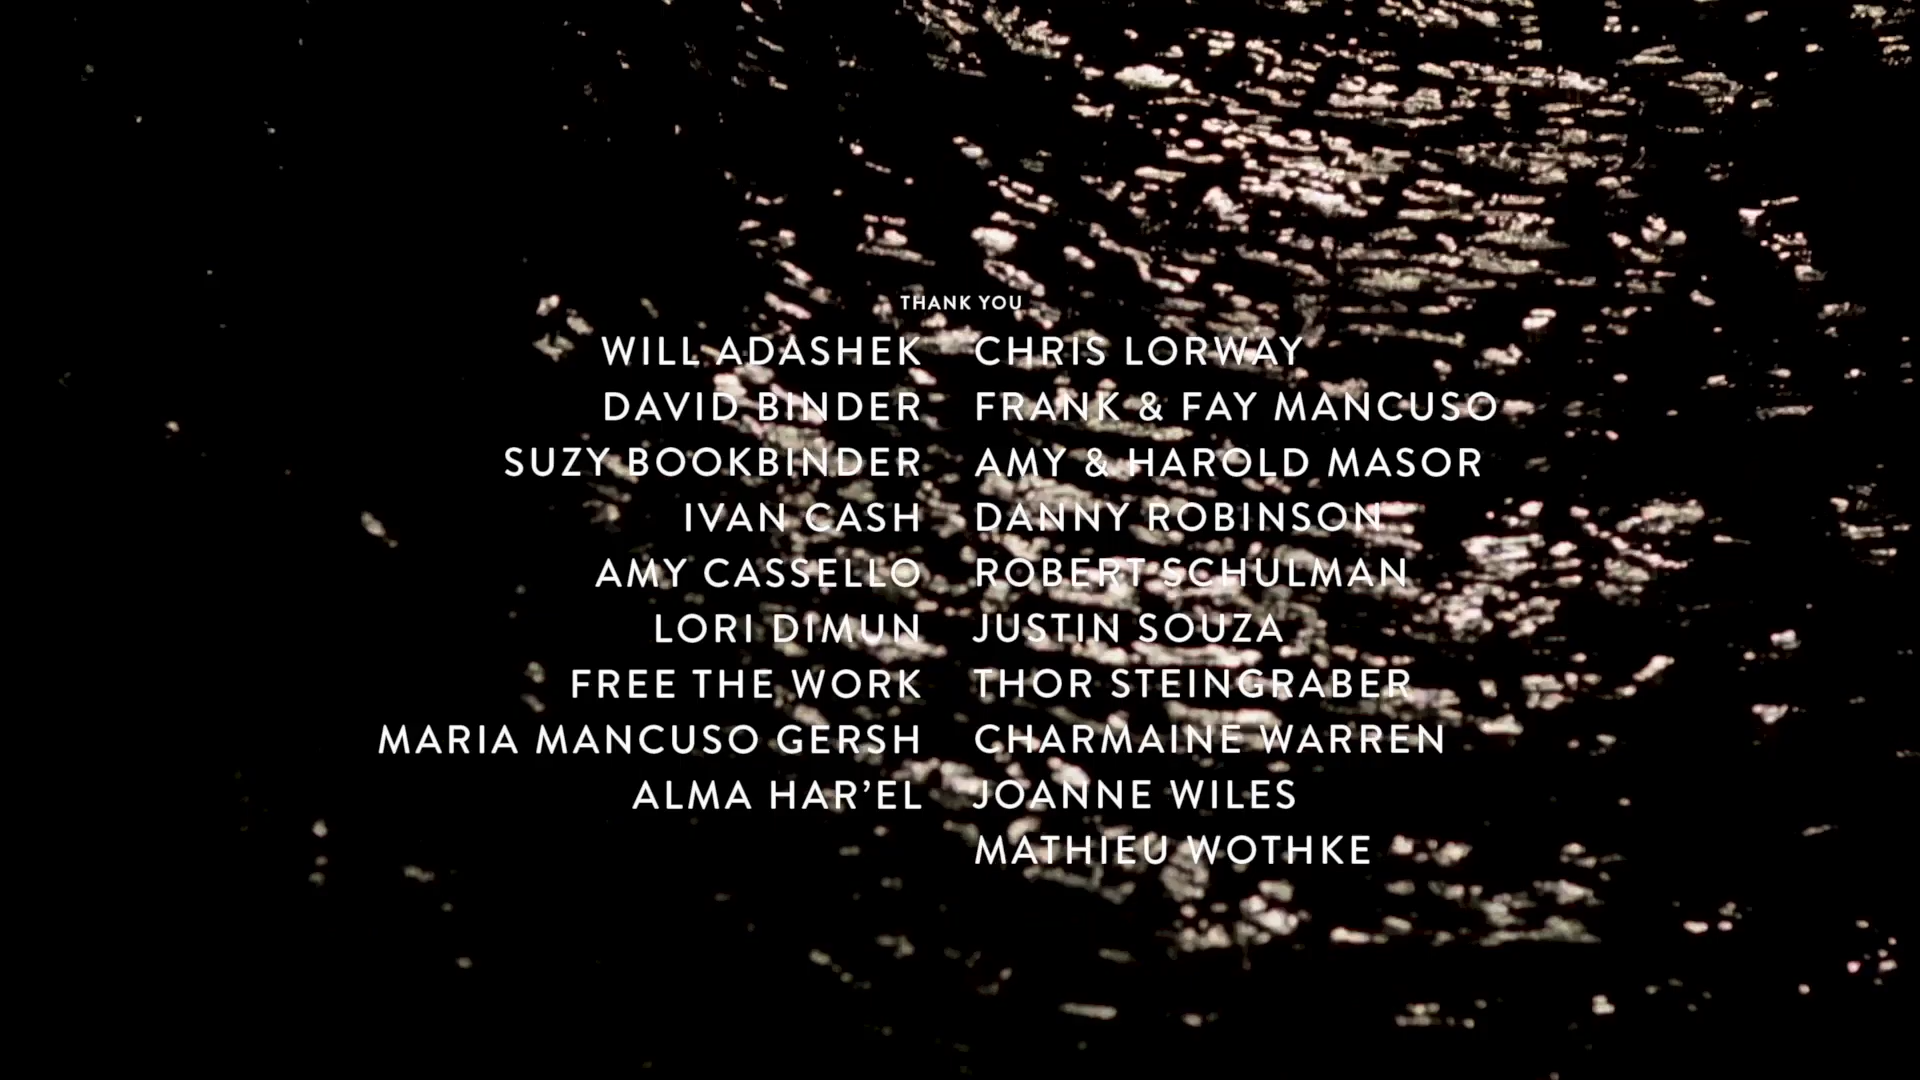 THANK YOU
WILL ADASHEK
DAVID BINDER
SUZY BOOKBINDER
IVAN CASH
AMY CASSELLO
LORI DIMUN
FREE THE WORK
MARIA MANCUSO GERSH
ALMA HAR’EL
CHRIS LORWAY
FRANK & FAY MANCUSO
AMY & HAROLD MASOR
DANNY ROBINSON
ROBERT SCHULMAN
JUSTIN SOUZA
THOR STEINGRABER
CHARMAINE WARREN
JOANNE WILES
MATHIEU WOTHKE